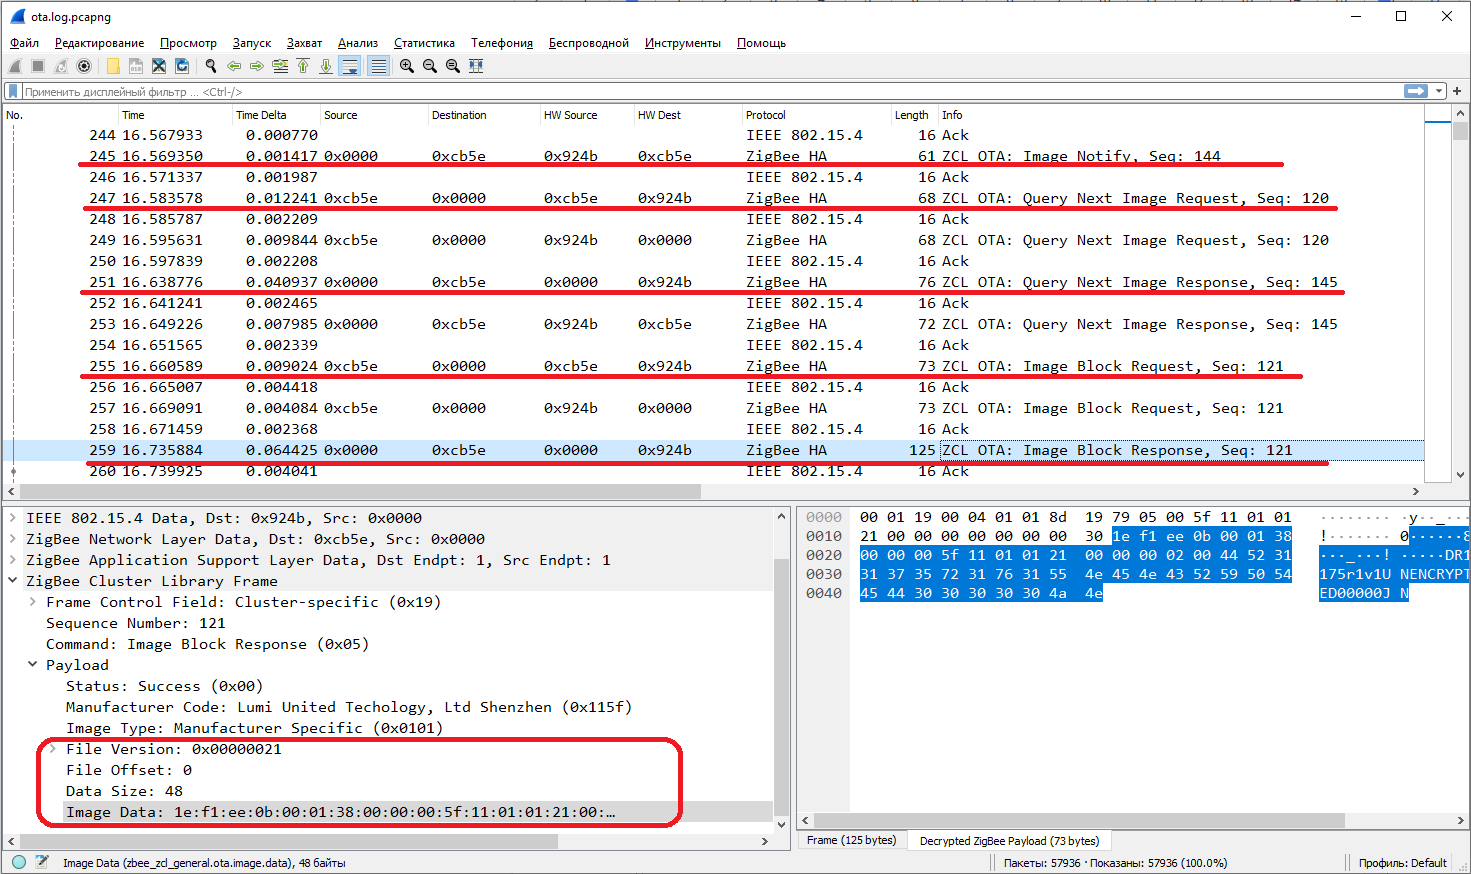 ota.log.pcapng
Файл Редактирование Просмотр Запуск Захват Анализ Статистика Телефония Беспроводной Инструменты Помощь
Применить дисплейный фильтр ... <Ctrl-/>
No. Time Time Delta Source Destination HW Source HW Dest Protocol Length Info
244 16.567933 0.000770 IEEE 802.15.4 16 Ack
245 16.569350 0.001417 0x0000 0xcb5e 0x924b 0xcb5e ZigBee HA 61 ZCL OTA: Image Notify, Seq: 144
246 16.571337 0.001987 IEEE 802.15.4 16 Ack
247 16.583578 0.012241 0xcb5e 0x0000 0xcb5e 0x924b ZigBee HA 68 ZCL OTA: Query Next Image Request, Seq: 120
248 16.585787 0.002209 IEEE 802.15.4 16 Ack
249 16.595631 0.009844 0xcb5e 0x0000 0x924b 0x0000 ZigBee HA 68 ZCL OTA: Query Next Image Request, Seq: 120
250 16.597839 0.002208 IEEE 802.15.4 16 Ack
251 16.638776 0.040937 0x0000 0xcb5e 0x0000 0x924b ZigBee HA 76 ZCL OTA: Query Next Image Response, Seq: 145
252 16.641241 0.002465 IEEE 802.15.4 16 Ack
253 16.649226 0.007985 0x0000 0xcb5e 0x924b 0xcb5e ZigBee HA 72 ZCL OTA: Query Next Image Response, Seq: 145
254 16.651565 0.002339 IEEE 802.15.4 16 Ack
255 16.660589 0.009024 0xcb5e 0x0000 0xcb5e 0x924b ZigBee HA 73 ZCL OTA: Image Block Request, Seq: 121
256 16.665007 0.004418 IEEE 802.15.4 16 Ack
257 16.669091 0.004084 0xcb5e 0x0000 0x924b 0x0000 ZigBee HA 73 ZCL OTA: Image Block Request, Seq: 121
258 16.671459 0.002368 IEEE 802.15.4 16 Ack
259 16.735884 0.064425 0x0000 0xcb5e 0x0000 0x924b ZigBee HA 125 ZCL OTA: Image Block Response, Seq: 121
260 16.739925 0.004041 IEEE 802.15.4 16 Ack
IEEE 802.15.4 Data, Dst: 0x924b, Src: 0x0000
ZigBee Network Layer Data, Dst: 0xcb5e, Src: 0x0000
ZigBee Application Support Layer Data, Dst Endpt: 1, Src Endpt: 1
ZigBee Cluster Library Frame
Frame Control Field: Cluster-specific (0x19)
Sequence Number: 121
Command: Image Block Response (0x05)
Payload
Status: Success (0x00)
Manufacturer Code: Lumi United Techology, Ltd Shenzhen (0x115f)
Image Type: Manufacturer Specific (0x0101)
File Version: 0x00000021
File Offset: 0
Data Size: 48
Image Data: 1e:f1:ee:0b:00:01:38:00:00:00:5f:11:01:01:21:00:…
0000 00 01 19 00 04 01 01 8d 19 79 05 00 5f 11 01 01 ········ ·y··_···
0010 21 00 00 00 00 00 00 00 30 1e f1 ee 0b 00 01 38 !······· 0······8
0020 00 00 00 5f 11 01 01 21 00 00 00 02 00 44 52 31 ···_···! ·····DR1
0030 31 37 35 72 31 76 31 55 4e 45 4e 43 52 59 50 54 175r1v1U NENCRYPT
0040 45 44 30 30 30 30 30 4a 4e ED00000J N
Frame (125 bytes) Decrypted ZigBee Payload (73 bytes)
Image Data (zbee_zcl_general.ota.image.data), 48 байты Пакеты: 57936 · Показаны: 57936 (100.0%) Профиль: Default